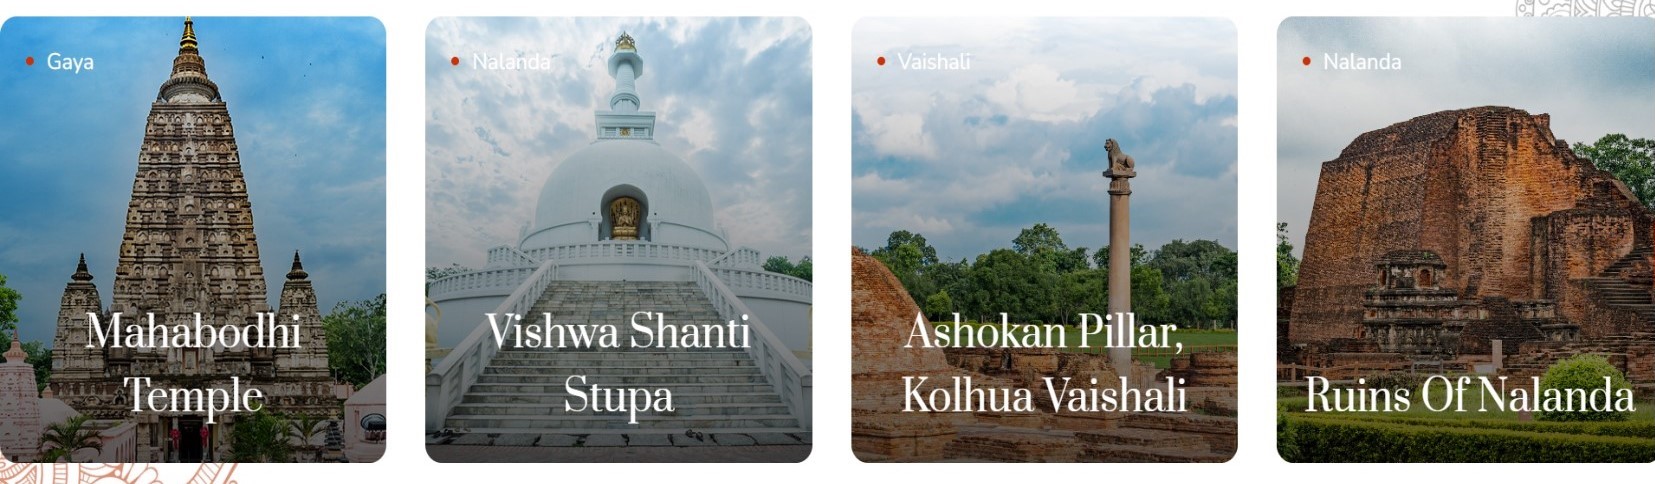 Gaya
Mahabodhi
Temple
Nalanda
Vishwa Shanti
Stupa
Vaishali
Ashokan Pillar,
Kolhua Vaishali
Nalanda
Ruins Of Nalanda